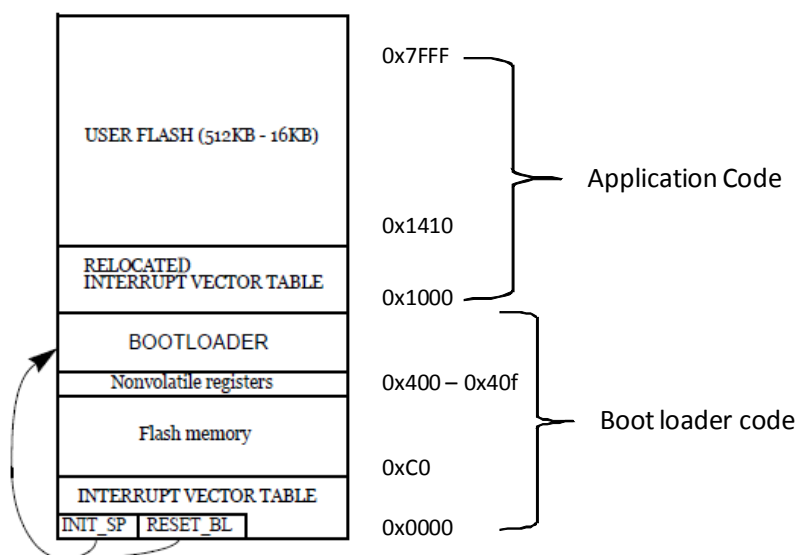 0x7FFF
USER FLASH (512KB - 16KB)
Application Code
0x1410
RELOCATED
INTERRUPT VECTOR TABLE
0x1000
BOOTLOADER
Nonvolatile registers
0x400 – 0x40f
Boot loader code
Flash memory
0xC0
INTERRUPT VECTOR TABLE
INIT_SP RESET_BL
0x0000